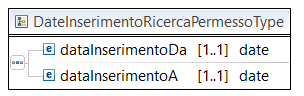 DateInserimentoRicercaPermessoType
e dataInserimentoDa [1..1] date
e dataInserimentoA [1..1] date